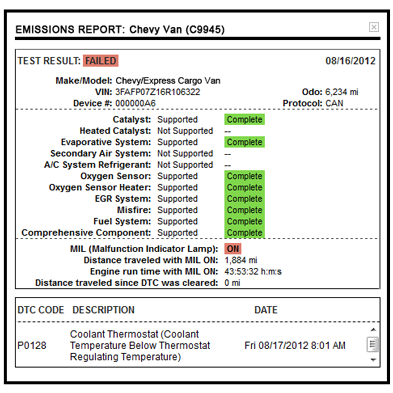 EMISSIONS REPORT: Chevy Van (C9945)
TEST RESULT: FAILED 08/16/2012
Make/Model: Chevy/Express Cargo Van
VIN: 3FAFP07Z16R106322 Odo: 6,234 mi
Device #: 000000A6 Protocol: CAN
Catalyst: Supported Complete
Heated Catalyst: Not Supported --
Evaporative System: Supported Complete
Secondary Air System: Not Supported --
A/C System Refrigerant: Not Supported --
Oxygen Sensor: Supported Complete
Oxygen Sensor Heater: Supported Complete
EGR System: Supported Complete
Misfire: Supported Complete
Fuel System: Supported Complete
Comprehensive Component: Supported Complete
MIL (Malfunction Indicator Lamp): ON
Distance traveled with MIL ON: 1,884 mi
Engine run time with MIL ON: 43:53:32 h:m:s
Distance traveled since DTC was cleared: 0 mi
DTC CODE DESCRIPTION DATE
Coolant Thermostat (Coolant
P0128 Temperature Below Thermostat Fri 08/17/2012 8:01 AM
Regulating Temperature)